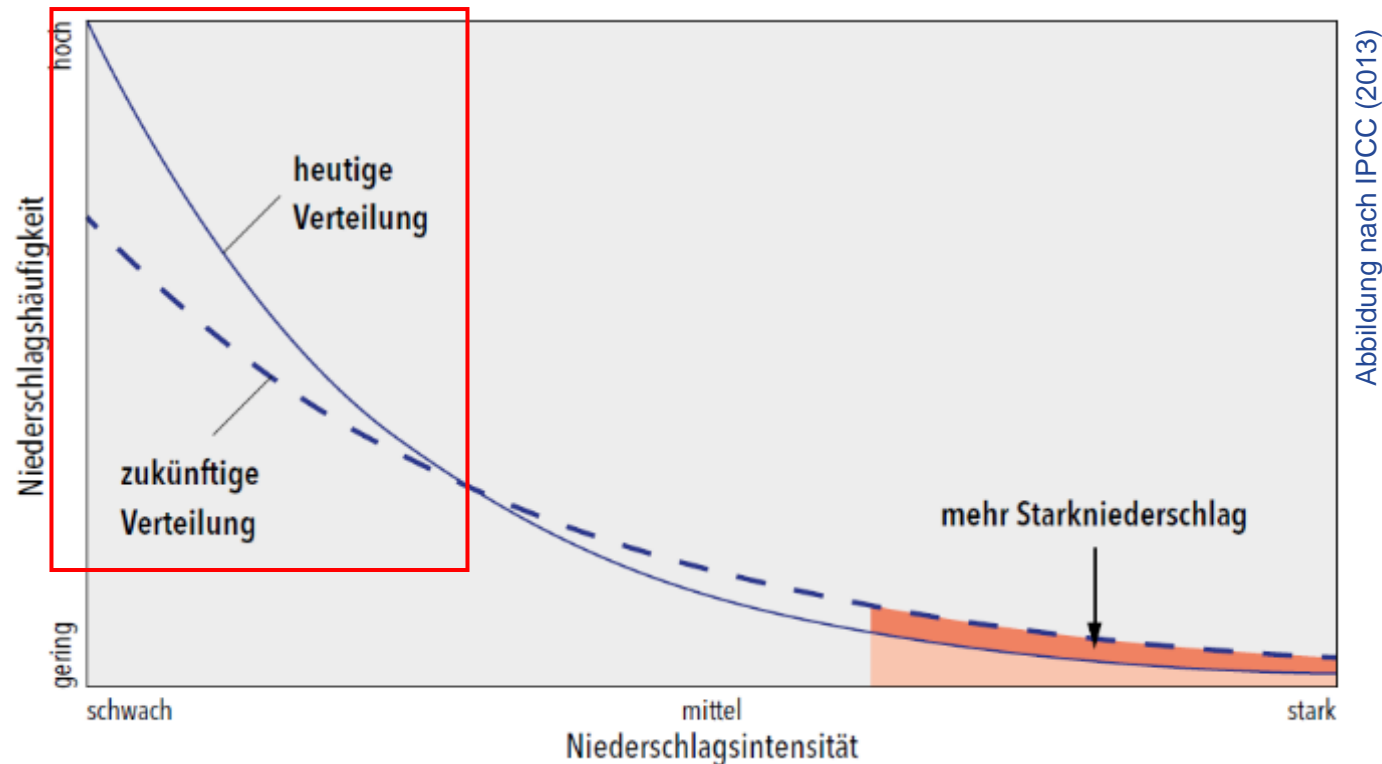 hoch
Niederschlagshäufigkeit
gering
heutige
Verteilung
zukünftige
Verteilung
mehr Starkniederschlag
schwach
mittel
stark
Niederschlagsintensität
Abbildung nach IPCC (2013)